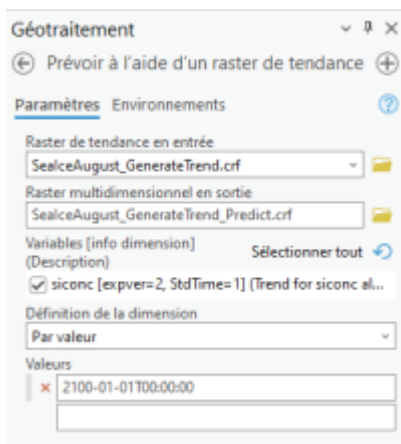 Géotraitement
Prévoir à l'aide d'un raster de tendance
Paramètres Environnements
Raster de tendance en entrée
SeaIceAugust_GenerateTrend.crf
Raster multidimensionnel en sortie
SeaIceAugust_GenerateTrend_Predict.crf
Variables [info dimension]
(Description)
Sélectionner tout
siconc [expver=2, StdTime=1] (Trend for siconc al...
Définition de la dimension
Par valeur
Valeurs
2100-01-01T00:00:00